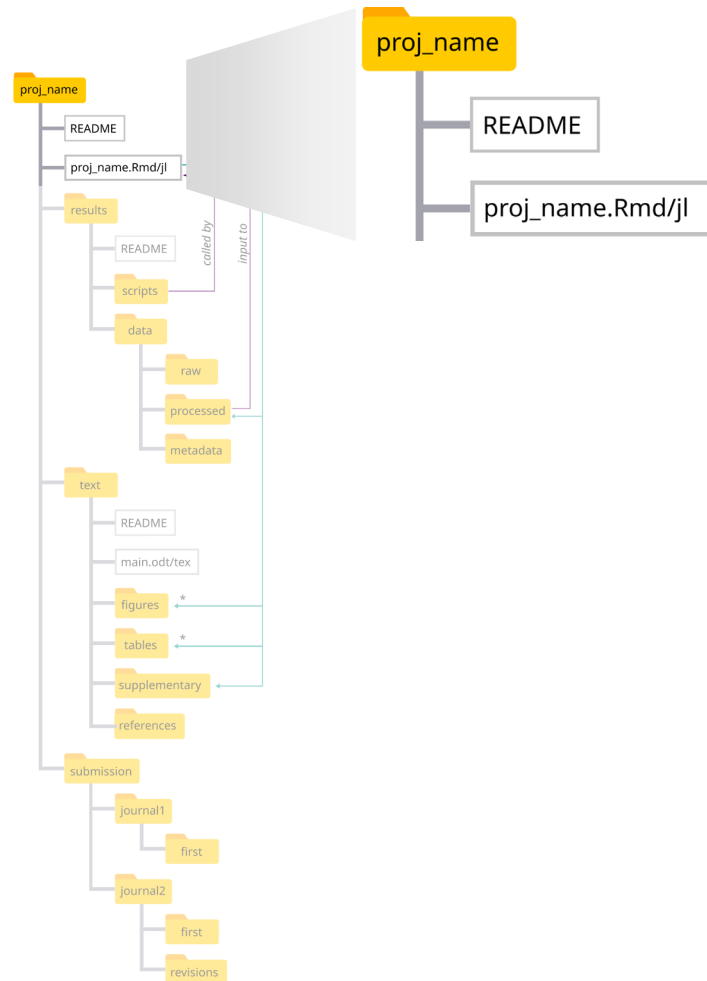 proj_name
README
proj_name.Rmd/jl
results
README
scripts
data
raw
processed
metadata
called by
input to
text
README
main.odt/tex
figures
*
tables
*
supplementary
references
submission
journal1
first
journal2
first
revisions
proj_name
README
proj_name.Rmd/jl